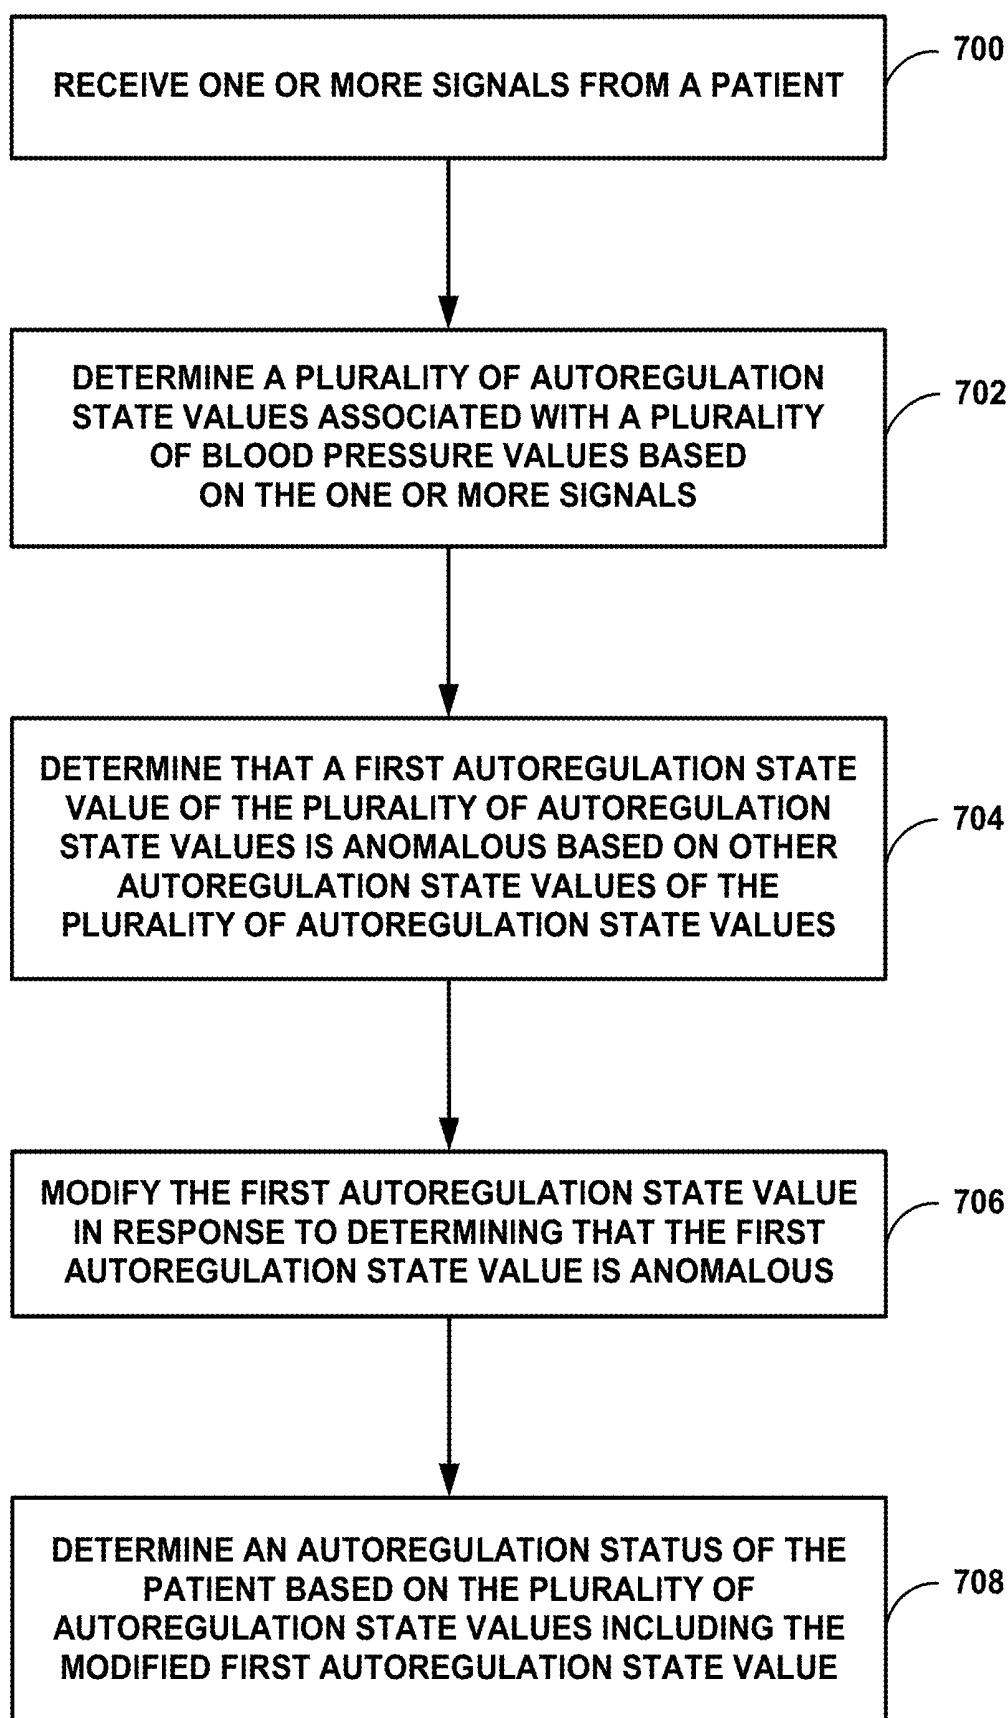 RECEIVE ONE OR MORE SIGNALS FROM A PATIENT
700
DETERMINE A PLURALITY OF AUTOREGULATION
STATE VALUES ASSOCIATED WITH A PLURALITY
OF BLOOD PRESSURE VALUES BASED
ON THE ONE OR MORE SIGNALS
702
DETERMINE THAT A FIRST AUTOREGULATION STATE
VALUE OF THE PLURALITY OF AUTOREGULATION
STATE VALUES IS ANOMALOUS BASED ON OTHER
AUTOREGULATION STATE VALUES OF THE
PLURALITY OF AUTOREGULATION STATE VALUES
704
MODIFY THE FIRST AUTOREGULATION STATE VALUE
IN RESPONSE TO DETERMINING THAT THE FIRST
AUTOREGULATION STATE VALUE IS ANOMALOUS
706
DETERMINE AN AUTOREGULATION STATUS OF THE
PATIENT BASED ON THE PLURALITY OF
AUTOREGULATION STATE VALUES INCLUDING THE
MODIFIED FIRST AUTOREGULATION STATE VALUE
708